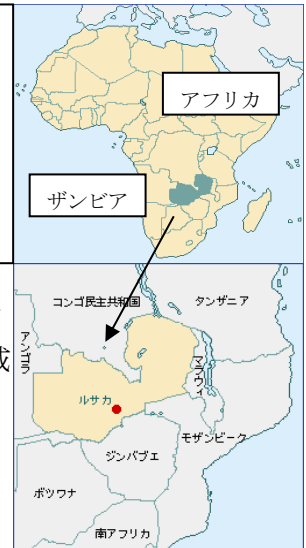 アフリカ
ザンビア
コンゴ民主共和国
タンザニア
アンゴラ
マラウィ
成
ルサカ
モザンビーク
ジンバブエ
ボツワナ
南アフリカ